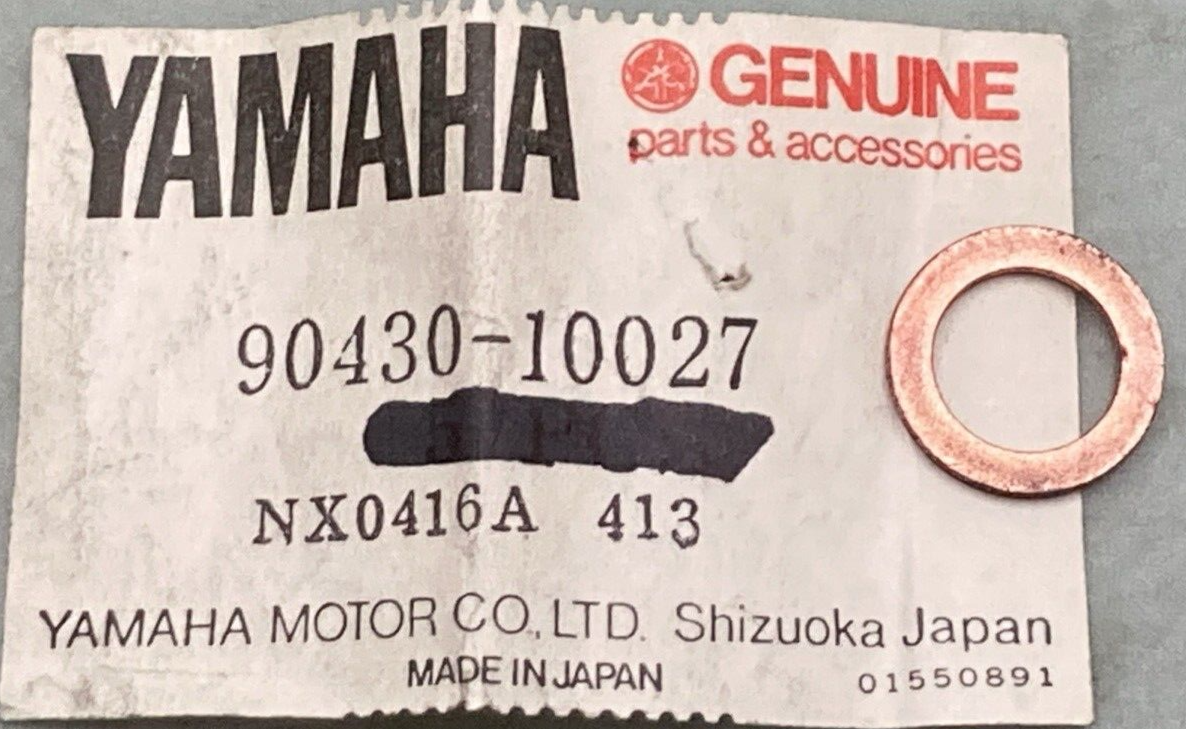 YAMAHA GENUINE
parts & accessories
90430-10027
NX0416A 413
YAMAHA MOTOR CO., LTD. Shizuoka Japan
MADE IN JAPAN 01550891